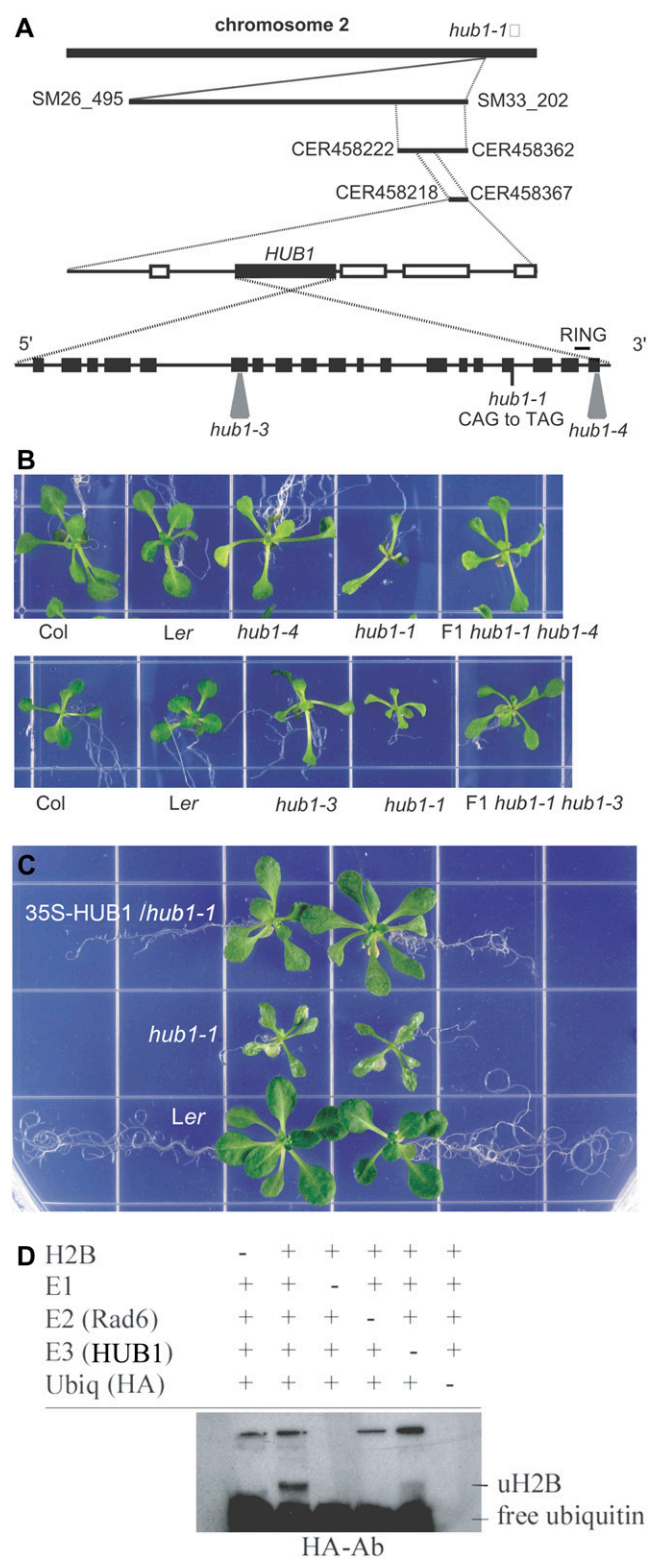 A
chromosome 2
hub1-1□
SM26_495
SM33_202
CER458222
CER458362
CER458218
CER458367
HUB1
5'
RING
3'
hub1-3
hub1-1
CAG to TAG
hub1-4
B
Col
Ler
hub1-4
hub1-1
F1 hub1-1 hub1-4
Col
Ler
hub1-3
hub1-1
F1 hub1-1 hub1-3
C
35S-HUB1 /hub1-1
hub1-1
Ler
D
H2B - + + + + +
E1 + + - + + +
E2 (Rad6) + + + - + +
E3 (HUB1) + + + + - +
Ubiq (HA) + + + + + -
uH2B
free ubiquitin
HA-Ab